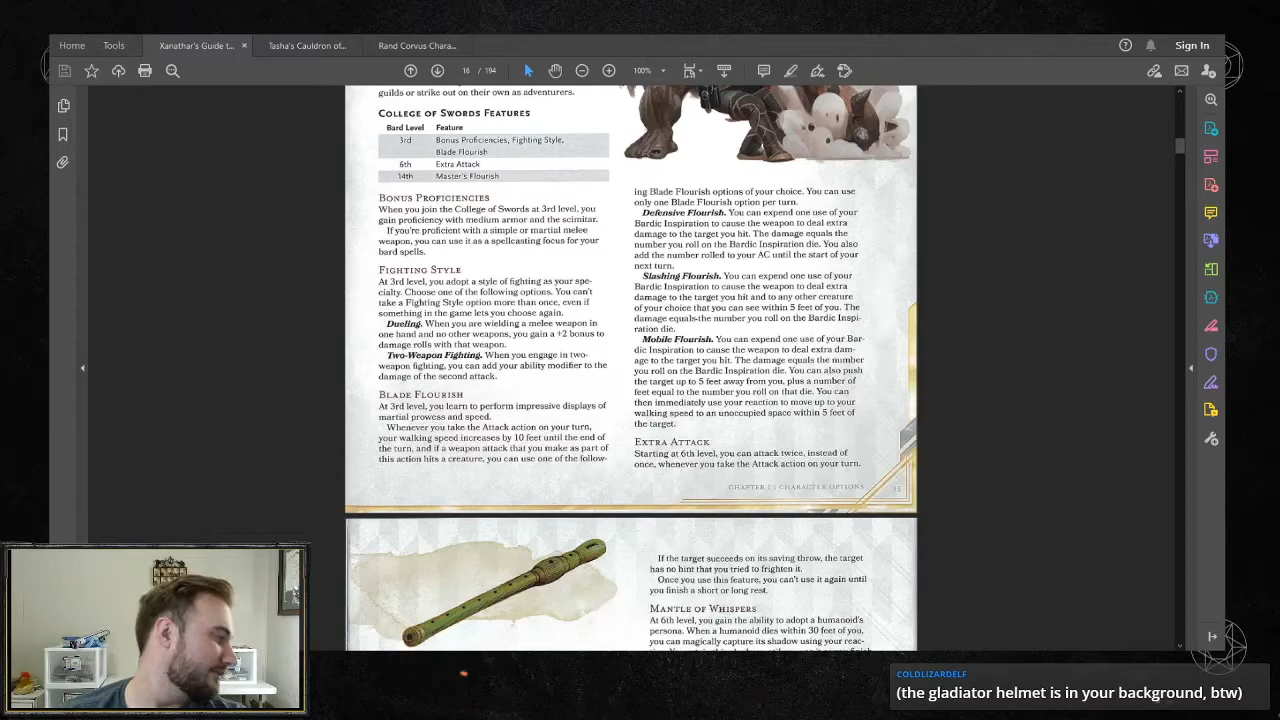 Home
Tools
Xanathar's Guide t...
×
Tasha's Cauldron of...
Rand Corvus Chara...
Sign In
16 / 194
100%
guilds or strike out on their own as adventurers.
College of Swords Features
Bard Level Feature
3rd Bonus Proficiencies, Fighting Style,
Blade Flourish
6th Extra Attack
14th Master's Flourish
Bonus Proficiencies
When you join the College of Swords at 3rd level, you
gain proficiency with medium armor and the scimitar.
If you're proficient with a simple or martial melee
weapon, you can use it as a spellcasting focus for your
bard spells.
Fighting Style
At 3rd level, you adopt a style of fighting as your spe-
cialty. Choose one of the following options. You can't
take a Fighting Style option more than once, even if
something in the game lets you choose again.
Dueling. When you are wielding a melee weapon in
one hand and no other weapons, you gain a +2 bonus to
damage rolls with that weapon.
Two-Weapon Fighting. When you engage in two-
weapon fighting, you can add your ability modifier to the
damage of the second attack.
Blade Flourish
At 3rd level, you learn to perform impressive displays of
martial prowess and speed.
Whenever you take the Attack action on your turn,
your walking speed increases by 10 feet until the end of
the turn, and if a weapon attack that you make as part of
this action hits a creature, you can use one of the follow-
ing Blade Flourish options of your choice. You can use
only one Blade Flourish option per turn.
Defensive Flourish. You can expend one use of your
Bardic Inspiration to cause the weapon to deal extra
damage to the target you hit. The damage equals the
number you roll on the Bardic Inspiration die. You also
add the number rolled to your AC until the start of your
next turn.
Slashing Flourish. You can expend one use of your
Bardic Inspiration to cause the weapon to deal extra
damage to the target you hit and to any other creature
of your choice that you can see within 5 feet of you. The
damage equals the number you roll on the Bardic Inspi-
ration die.
Mobile Flourish. You can expend one use of your Bar-
dic Inspiration to cause the weapon to deal extra dam-
age to the target you hit. The damage equals the number
you roll on the Bardic Inspiration die. You can also push
the target up to 5 feet away from you, plus a number of
feet equal to the number you roll on that die. You can
then immediately use your reaction to move up to your
walking speed to an unoccupied space within 5 feet of
the target.
Extra Attack
Starting at 6th level, you can attack twice, instead of
once, whenever you take the Attack action on your turn.
CHAPTER 1 | CHARACTER OPTIONS 15
If the target succeeds on its saving throw, the target
has no hint that you tried to frighten it.
Once you use this feature, you can't use it again until
you finish a short or long rest.
Mantle of Whispers
At 6th level, you gain the ability to adopt a humanoid's
persona. When a humanoid dies within 30 feet of you,
you can magically capture its shadow using your reac-
COLDLIZARDELF
(the gladiator helmet is in your background, btw)